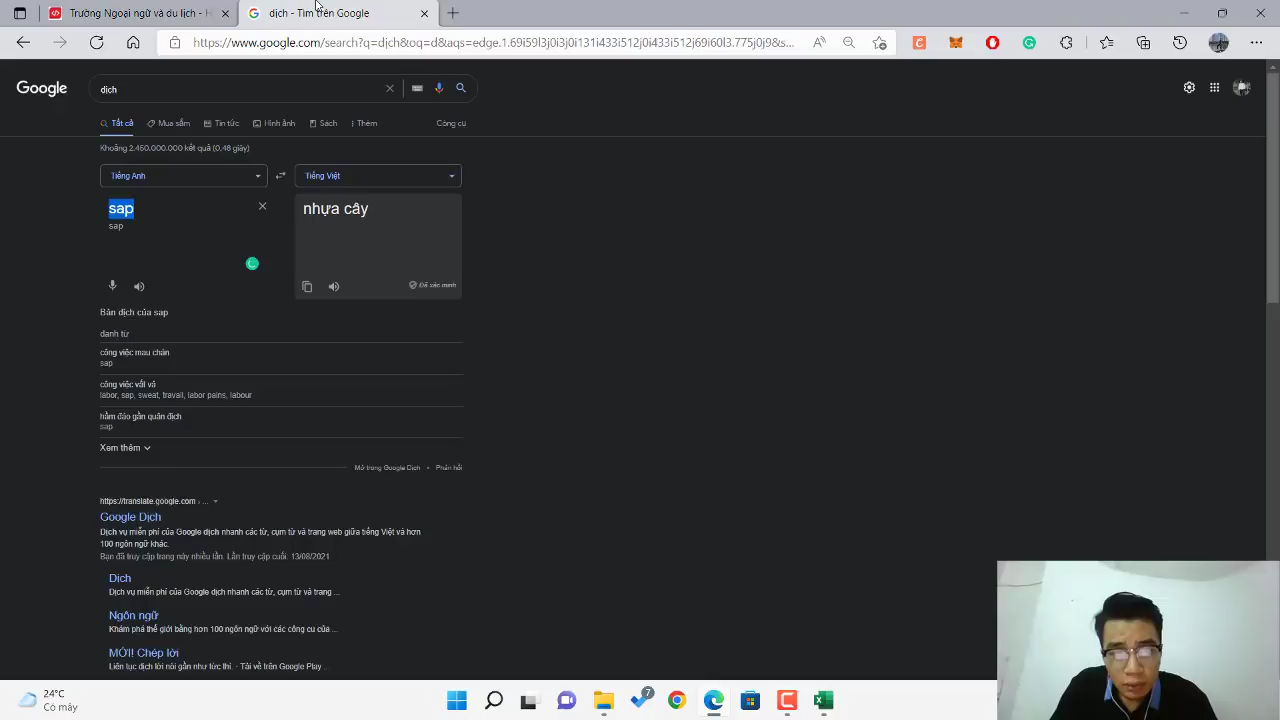 Trường Ngoại ngữ và du lịch - H
dịch - Tìm trên Google
https://www.google.com/search?q=dịch&oq=d&aqs=edge.1.69i59l3j0i3j0i131i433i512j0i433i512j69i60l3.775j0j9&s...
Google
dịch
Tất cả
Mua sắm
Tin tức
Hình ảnh
Sách
Thêm
Công cụ
Khoảng 2.450.000.000 kết quả (0,48 giây)
Tiếng Anh
Tiếng Việt
sap
nhựa cây
sap
Đã xác minh
Bản dịch của sap
danh từ
công việc mau chán
sap
công việc vất vả
labor, sap, sweat, travail, labor pains, labour
hầm đào gần quân địch
sap
Xem thêm
Mở trong Google Dịch • Phản hồi
https://translate.google.com › ...
Google Dịch
Dịch vụ miễn phí của Google dịch nhanh các từ, cụm từ và trang web giữa tiếng Việt và hơn
100 ngôn ngữ khác.
Bạn đã truy cập trang này nhiều lần. Lần truy cập cuối: 13/08/2021
Dịch
Dịch vụ miễn phí của Google dịch nhanh các từ, cụm từ và trang ...
Ngôn ngữ
Khám phá thế giới bằng hơn 100 ngôn ngữ với các công cụ của ...
MỚI! Chép lời
Liên tục dịch lời nói gần như tức thì. · Tải về trên Google Play ...
24°C
Có mây
7